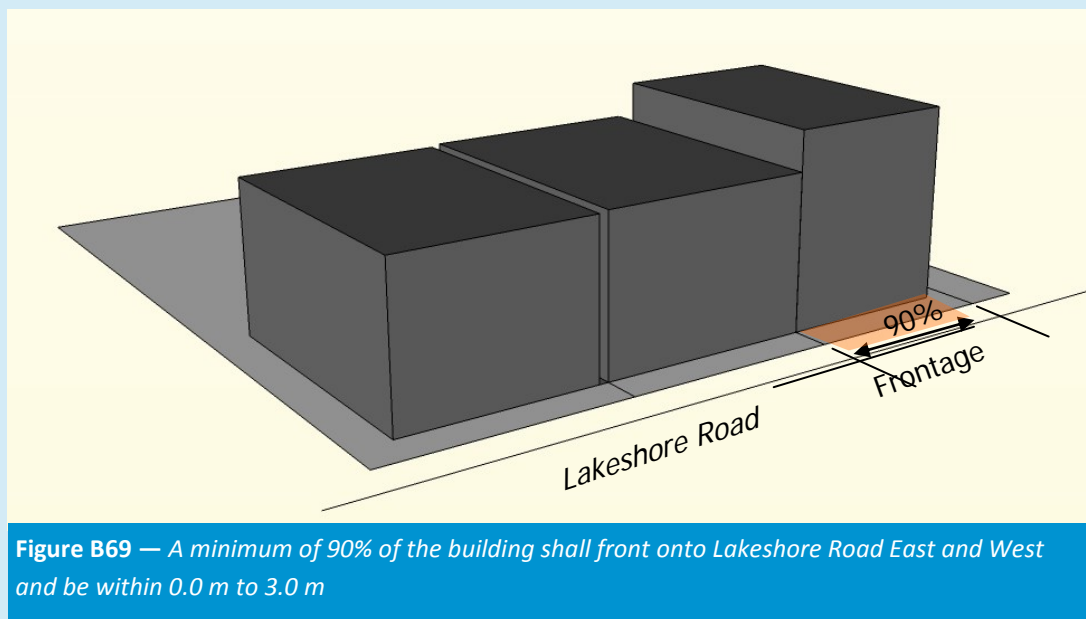 90%
Frontage
Lakeshore Road
Figure B69 — A minimum of 90% of the building shall front onto Lakeshore Road East and West
and be within 0.0 m to 3.0 m